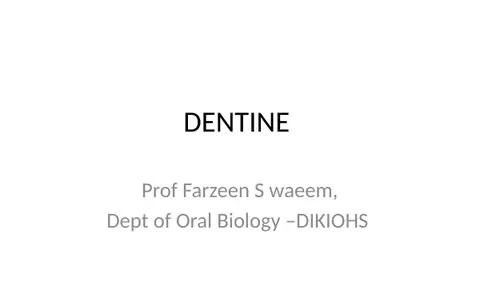 DENTINE
Prof Farzeen S waeem,
Dept of Oral Biology –DIKIOHS